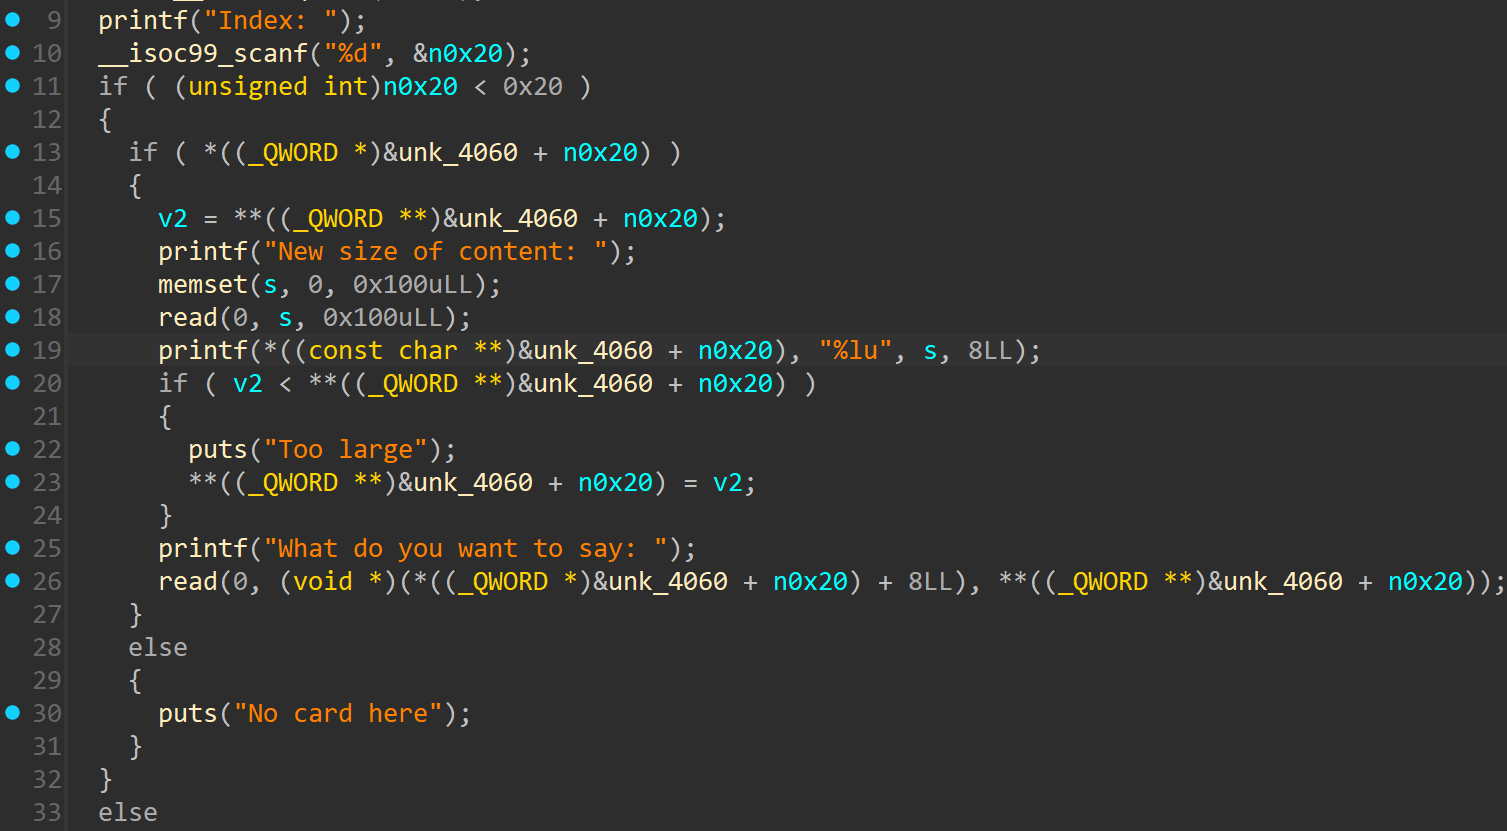 9 printf("Index: ");
10 __isoc99_scanf("%d", &n0x20);
11 if ( (unsigned int)n0x20 < 0x20 )
12 {
13 if ( *((_QWORD *)&unk_4060 + n0x20) )
14 {
15 v2 = **((_QWORD **)&unk_4060 + n0x20);
16 printf("New size of content: ");
17 memset(s, 0, 0x100uLL);
18 read(0, s, 0x100uLL);
19 printf(*((const char **)&unk_4060 + n0x20), "%lu", s, 8LL);
20 if ( v2 < **((_QWORD **)&unk_4060 + n0x20) )
21 {
22 puts("Too large");
23 **((_QWORD **)&unk_4060 + n0x20) = v2;
24 }
25 printf("What do you want to say: ");
26 read(0, (void *)(*((_QWORD *)&unk_4060 + n0x20) + 8LL), **((_QWORD **)&unk_4060 + n0x20));
27 }
28 else
29 {
30 puts("No card here");
31 }
32 }
33 else